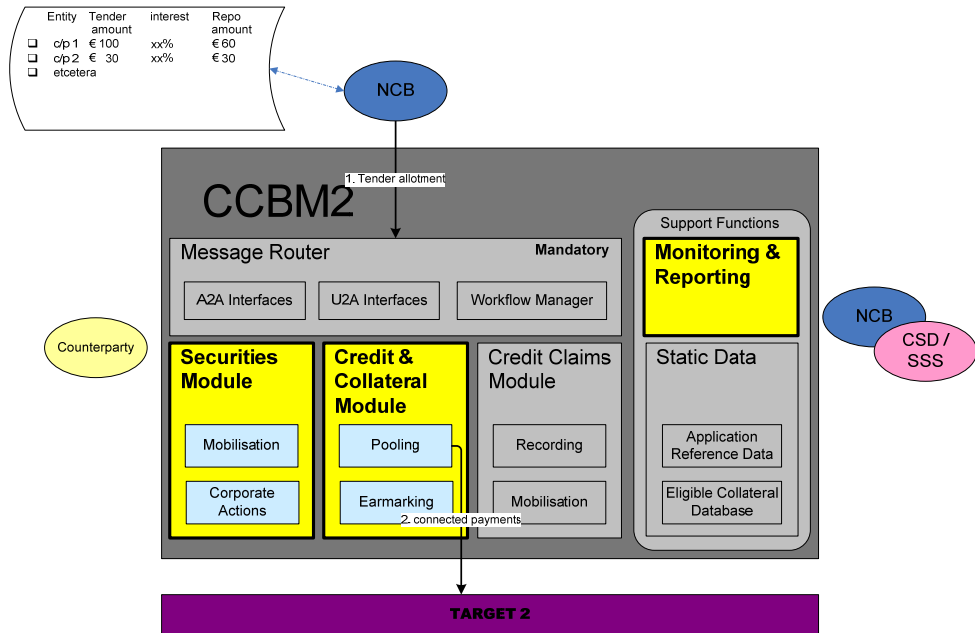 Entity Tender amount interest Repo amount
❑ c/p 1 € 100 xx% € 60
❑ c/p 2 € 30 xx% € 30
❑ etcetera
NCB
1. Tender allotment
CCBM2
Support Functions
Message Router
Mandatory
A2A Interfaces
U2A Interfaces
Workflow Manager
Monitoring &
Reporting
Counterparty
NCB
CSD /
SSS
Securities
Module
Mobilisation
Corporate
Actions
Credit &
Collateral
Module
Pooling
Earmarking
2. connected payments
Credit Claims
Module
Recording
Mobilisation
Static Data
Application
Reference Data
Eligible Collateral
Database
TARGET 2